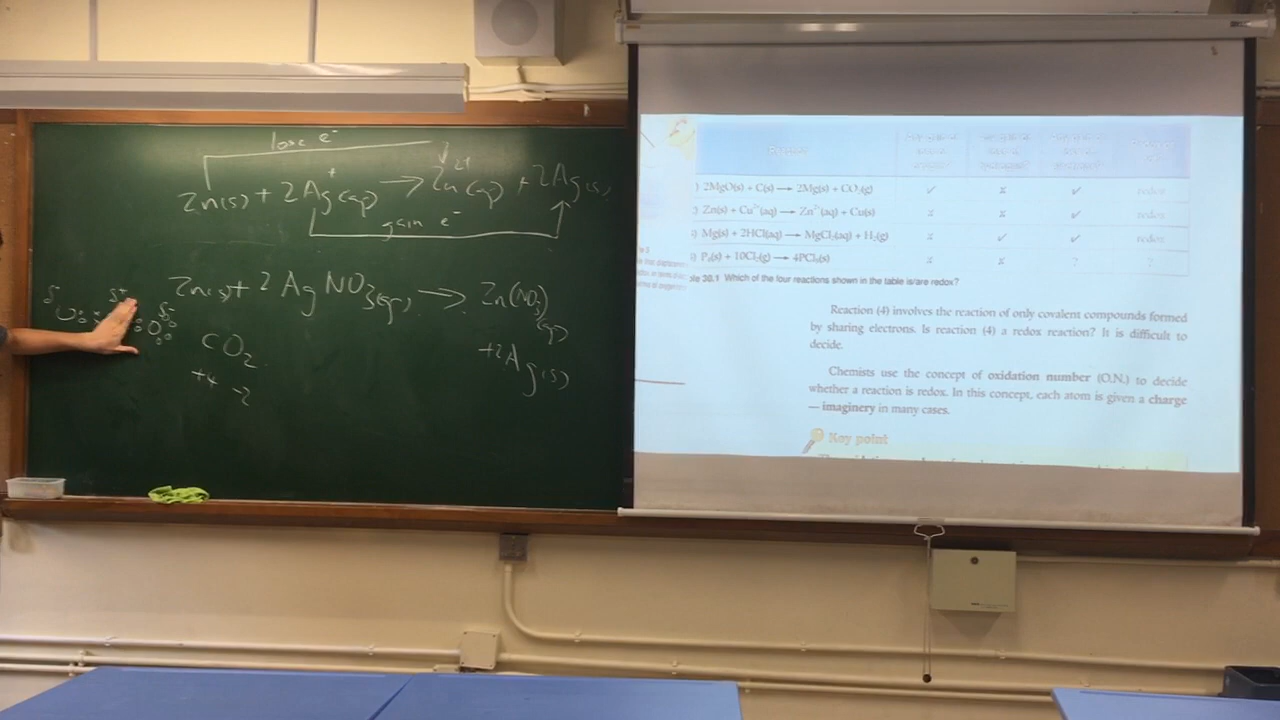 lose e⁻
Zn(s) + 2Ag⁺(aq) → Zn²⁺(aq) + 2Ag(s)
gain e⁻
Zn(s) + 2AgNO₃(aq) → Zn(NO₃)
(aq)
+2Ag(s)
δ⁻ δ⁺ δ⁻
O O
CO₂
+4 -2
) 2MgO(s) + C(s) → 2Mg(s) + CO₂(g) ✓ ✗ ✓ redox
) Zn(s) + Cu²⁺(aq) → Zn²⁺(aq) + Cu(s) ✗ ✗ ✓ redox
) Mg(s) + 2HCl(aq) → MgCl₂(aq) + H₂(g) ✗ ✓ ✓ redox
) P₄(s) + 10Cl₂(g) → 4PCl₅(s) ✗ ✗ ? ?
30.1 Which of the four reactions shown in the table is/are redox?
Reaction (4) involves the reaction of only covalent compounds formed
by sharing electrons. Is reaction (4) a redox reaction? It is difficult to
decide.
Chemists use the concept of oxidation number (O.N.) to decide
whether a reaction is redox. In this concept, each atom is given a charge
— imaginery in many cases.
Key point